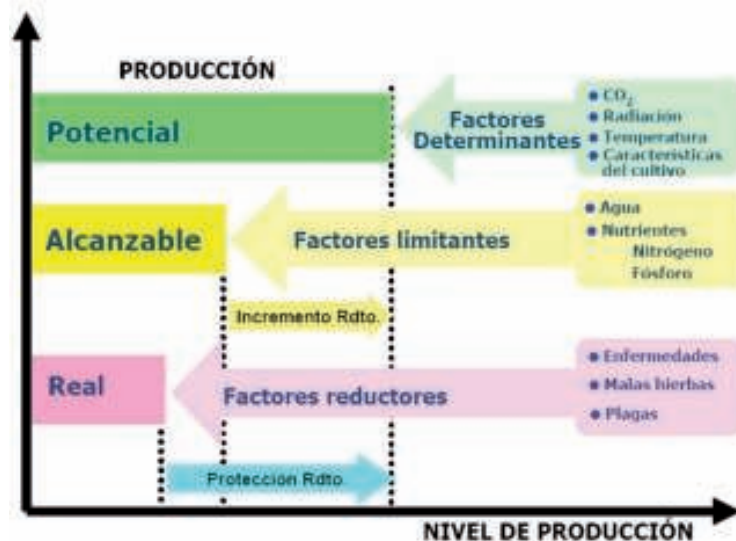 PRODUCCIÓN
Potencial
Factores
Determinantes
• CO₂
• Radiación
• Temperatura
• Características
del cultivo
Alcanzable
Factores limitantes
• Agua
• Nutrientes
Nitrógeno
Fósforo
Incremento Rdto.
Real
Factores reductores
• Enfermedades
• Malas hierbas
• Plagas
Protección Rdto.
NIVEL DE PRODUCCIÓN